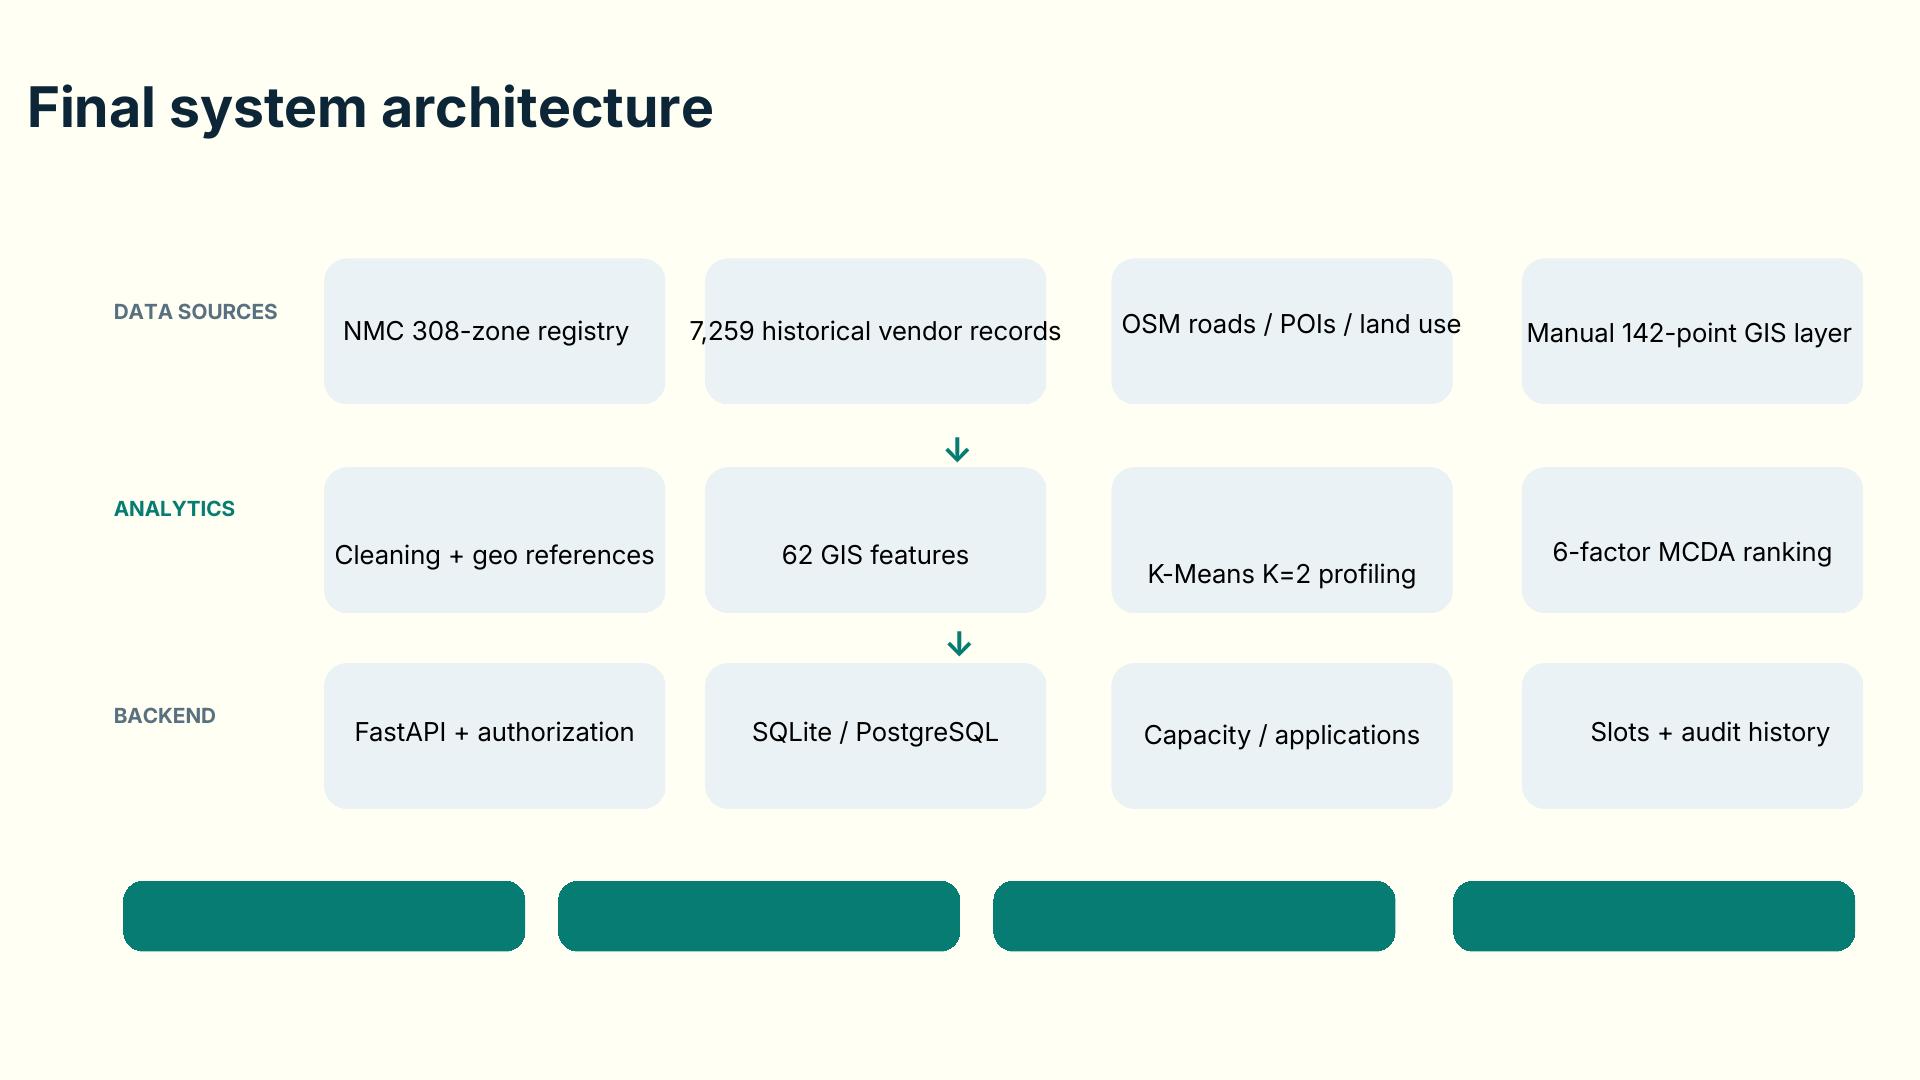 Final system architecture
DATA SOURCES
NMC 308-zone registry
7,259 historical vendor records
OSM roads / POIs / land use
Manual 142-point GIS layer
↓
ANALYTICS
Cleaning + geo references
62 GIS features
K-Means K=2 profiling
6-factor MCDA ranking
↓
BACKEND
FastAPI + authorization
SQLite / PostgreSQL
Capacity / applications
Slots + audit history